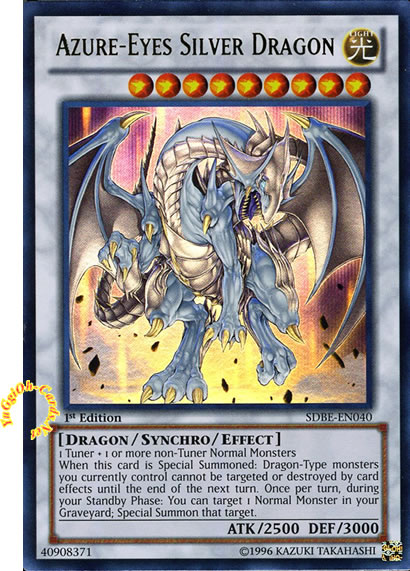 AZURE-EYES SILVER DRAGON
LIGHT
光
1st Edition
SDBE-EN040
[DRAGON/SYNCHRO/EFFECT]
1 Tuner + 1 or more non-Tuner Normal Monsters
When this card is Special Summoned: Dragon-Type monsters
you currently control cannot be targeted or destroyed by card
effects until the end of the next turn. Once per turn, during
your Standby Phase: You can target 1 Normal Monster in your
Graveyard; Special Summon that target.
ATK/2500 DEF/3000
40908371
©1996 KAZUKI TAKAHASHI
YuGgiOh-Cards.Net